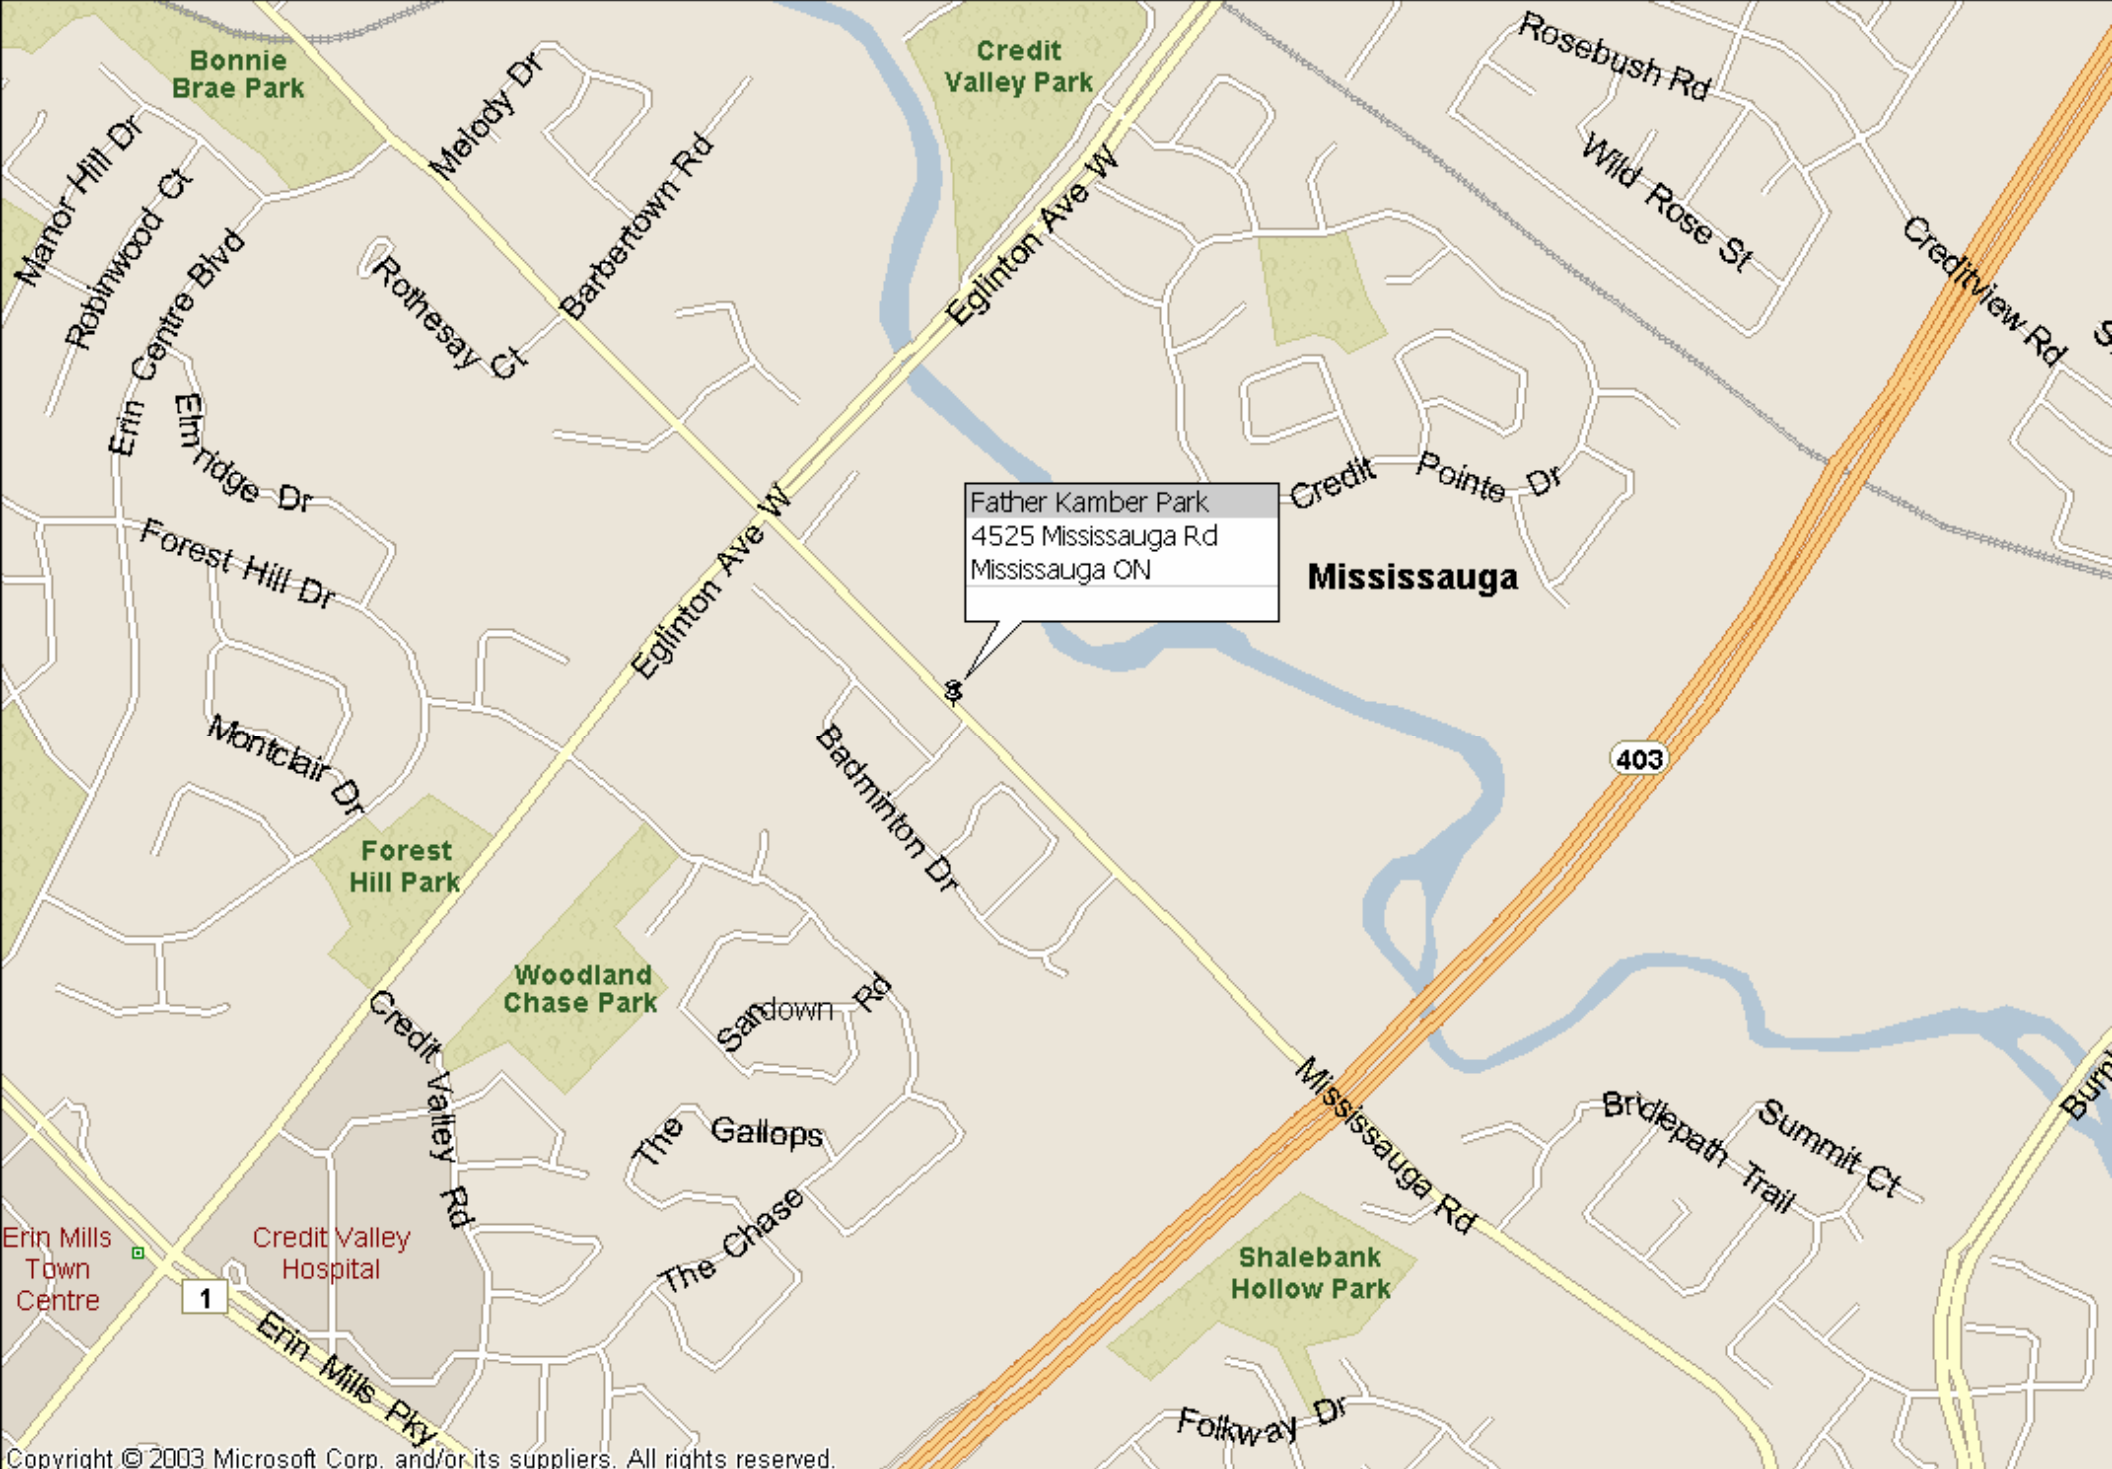 Bonnie
Brae Park
Melody Dr
Credit
Valley Park
Rosebush Rd
Manor Hill Dr
Robinwood Ct
Barbertown Rd
Eglinton Ave W
Wild Rose St
Erin Centre Blvd
Rothesay Ct
Creditview Rd
Elm ridge Dr
Credit Pointe Dr
Father Kamber Park
4525 Mississauga Rd
Mississauga ON
Forest Hill Dr
Eglinton Ave W
Mississauga
Montclair Dr
Badminton Dr
403
Forest
Hill Park
Woodland
Chase Park
Sandown Rd
Credit Valley Rd
Mississauga Rd
The Gallops
Bridlepath Trail
Summit Ct
The Chase
Erin Mills
Town
Centre
Credit Valley
Hospital
Shalebank
Hollow Park
1
Erin Mills Pky
Folkway Dr
Copyright © 2003 Microsoft Corp. and/or its suppliers. All rights reserved.